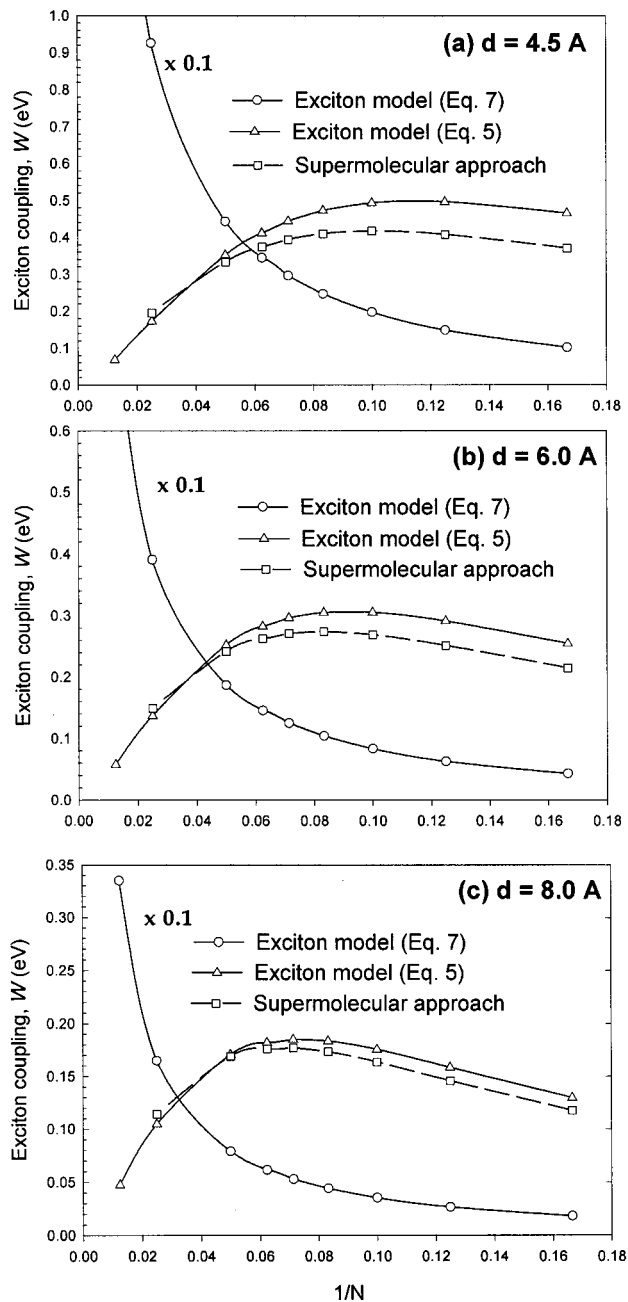 (a) d = 4.5 A
x 0.1
Exciton model (Eq. 7)
Exciton model (Eq. 5)
Supermolecular approach
Exciton coupling, W (eV)
1.0
0.9
0.8
0.7
0.6
0.5
0.4
0.3
0.2
0.1
0.0
0.00 0.02 0.04 0.06 0.08 0.10 0.12 0.14 0.16 0.18
(b) d = 6.0 A
x 0.1
Exciton model (Eq. 7)
Exciton model (Eq. 5)
Supermolecular approach
Exciton coupling, W (eV)
0.6
0.5
0.4
0.3
0.2
0.1
0.0
0.00 0.02 0.04 0.06 0.08 0.10 0.12 0.14 0.16 0.18
(c) d = 8.0 A
x 0.1
Exciton model (Eq. 7)
Exciton model (Eq. 5)
Supermolecular approach
Exciton coupling, W (eV)
0.35
0.30
0.25
0.20
0.15
0.10
0.05
0.00
0.00 0.02 0.04 0.06 0.08 0.10 0.12 0.14 0.16 0.18
1/N